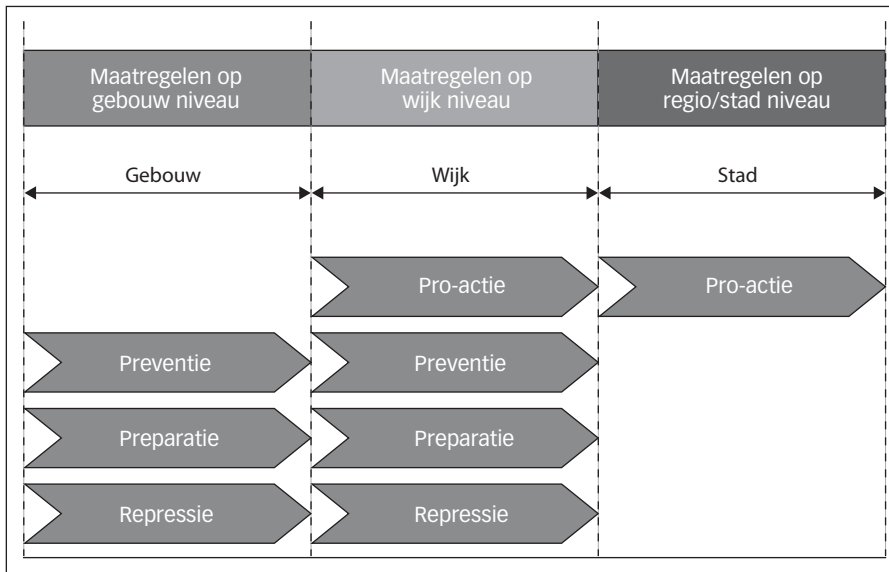 Maatregelen op
gebouw niveau
Maatregelen op
wijk niveau
Maatregelen op
regio/stad niveau
Gebouw
Wijk
Stad
Pro-actie
Pro-actie
Preventie
Preventie
Preparatie
Preparatie
Repressie
Repressie